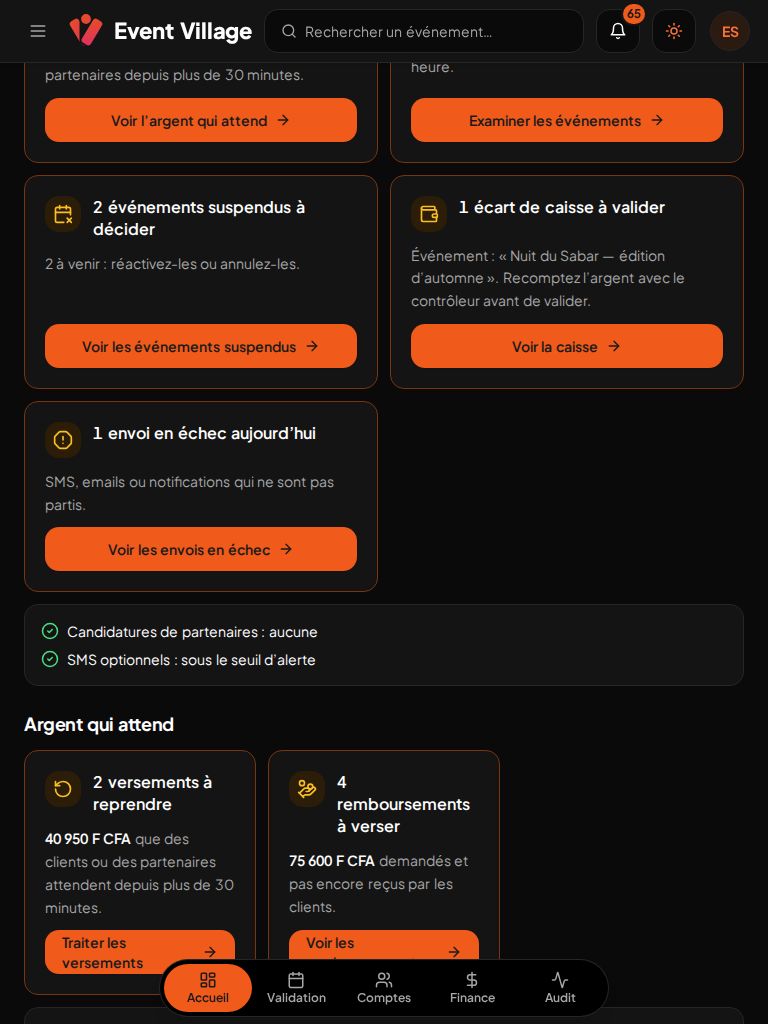 Event Village
Rechercher un événement…
65
ES
partenaires depuis plus de 30 minutes.
heure.
Voir l’argent qui attend
Examiner les événements
2 événements suspendus à
décider
2 à venir : réactivez-les ou annulez-les.
Voir les événements suspendus
1 écart de caisse à valider
Événement : « Nuit du Sabar — édition
d’automne ». Recomptez l’argent avec le
contrôleur avant de valider.
Voir la caisse
1 envoi en échec aujourd’hui
SMS, emails ou notifications qui ne sont pas
partis.
Voir les envois en échec
Candidatures de partenaires : aucune
SMS optionnels : sous le seuil d’alerte
Argent qui attend
2 versements à
reprendre
40 950 F CFA que des
clients ou des partenaires
attendent depuis plus de 30
minutes.
Traiter les
versements
4
remboursements
à verser
75 600 F CFA demandés et
pas encore reçus par les
clients.
Voir les
Accueil
Validation
Comptes
Finance
Audit